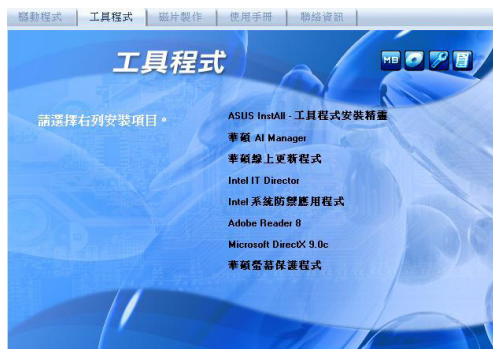 驅動程式 工具程式 磁片製作 使用手冊 聯絡資訊
工具程式
MB
請選擇右列安裝項目。
ASUS InstAll - 工具程式安裝精靈
華碩 AI Manager
華碩線上更新程式
Intel IT Director
Intel 系統防禦應用程式
Adobe Reader 8
Microsoft DirectX 9.0c
華碩螢幕保護程式